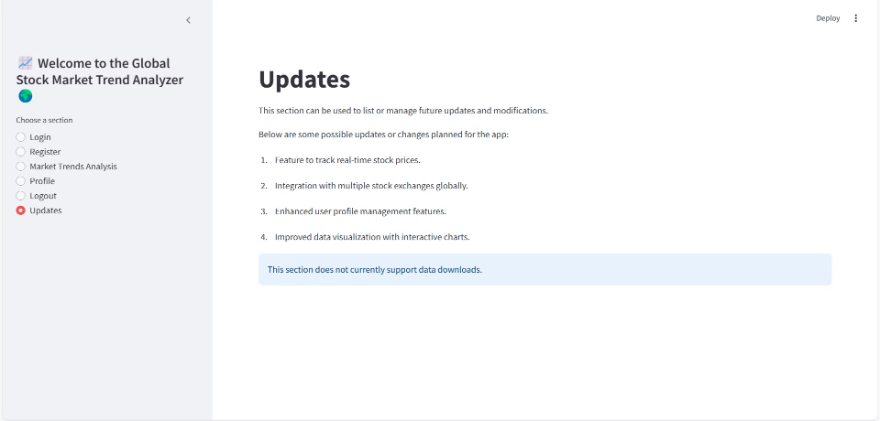 Deploy
📈 Welcome to the Global
Stock Market Trend Analyzer
🌎
Choose a section
Login
Register
Market Trends Analysis
Profile
Logout
Updates
Updates
This section can be used to list or manage future updates and modifications.
Below are some possible updates or changes planned for the app:
1. Feature to track real-time stock prices.
2. Integration with multiple stock exchanges globally.
3. Enhanced user profile management features.
4. Improved data visualization with interactive charts.
This section does not currently support data downloads.